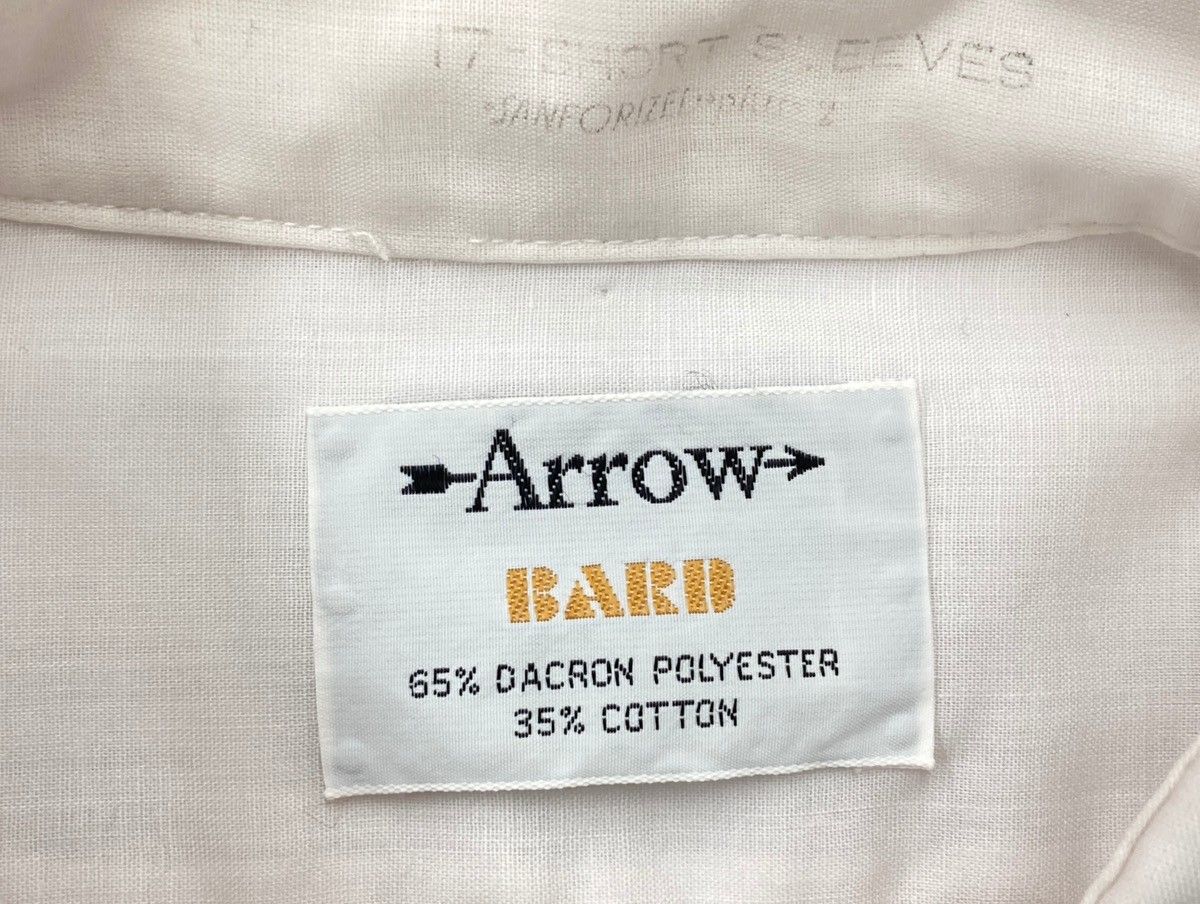 17-SHORT SLEEVES
Arrow
BARD
65% DACRON POLYESTER
35% COTTON